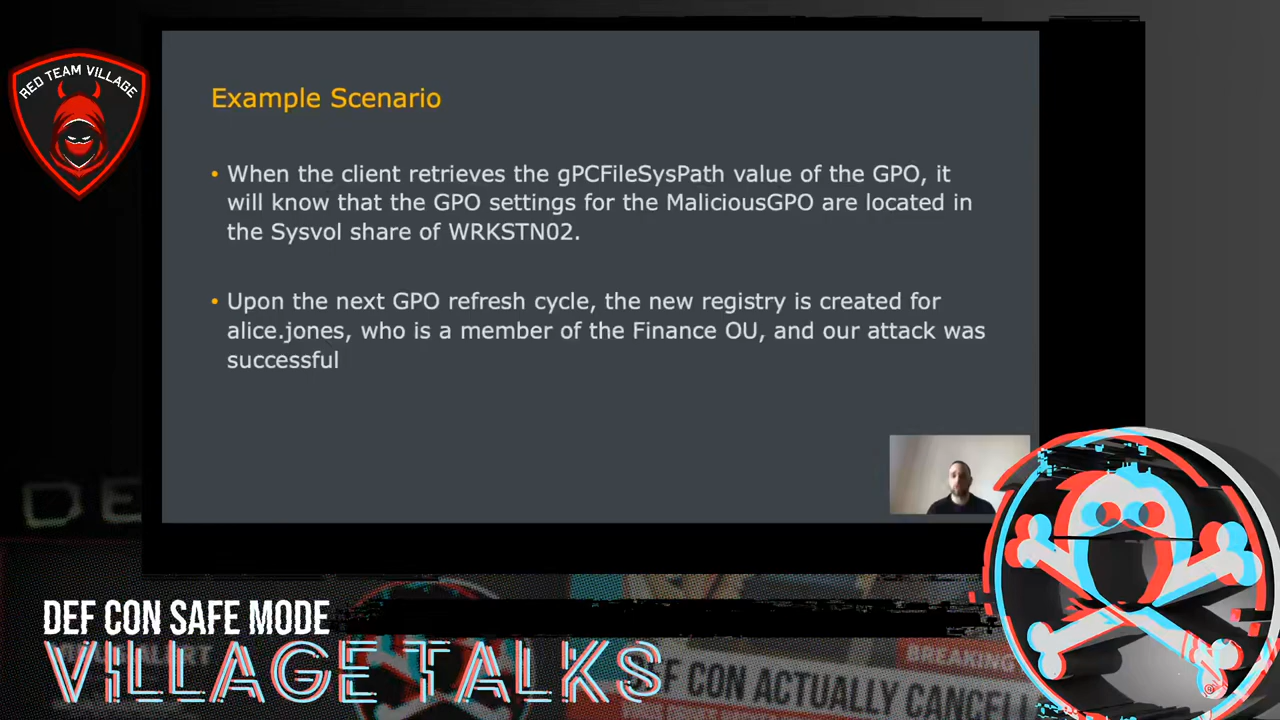 RED TEAM VILLAGE
Example Scenario
• When the client retrieves the gPCFileSysPath value of the GPO, it
will know that the GPO settings for the MaliciousGPO are located in
the Sysvol share of WRKSTN02.
• Upon the next GPO refresh cycle, the new registry is created for
alice.jones, who is a member of the Finance OU, and our attack was
successful
DE
DEF CON SAFE MODE
VILLAGE TALKS
BREAKING
DEF CON ACTUALLY CANCELL